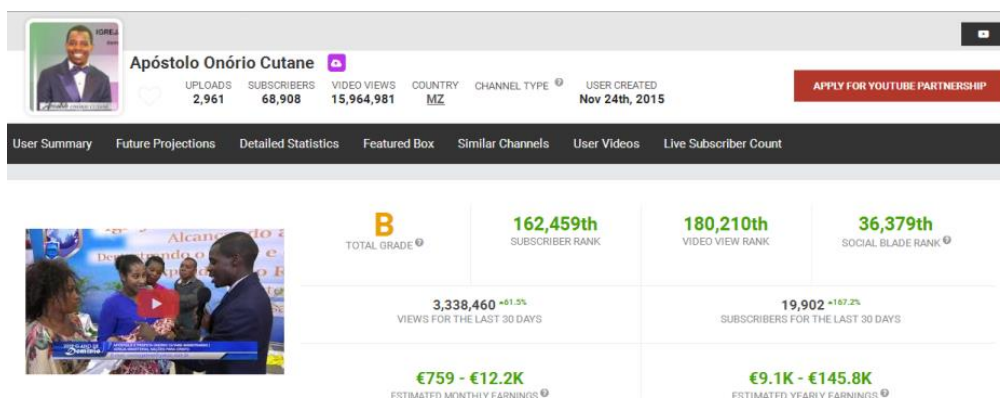 IGREJ
Apóstolo Onório Cutane
UPLOADS SUBSCRIBERS VIDEO VIEWS COUNTRY CHANNEL TYPE USER CREATED
2,961 68,908 15,964,981 MZ Nov 24th, 2015
APPLY FOR YOUTUBE PARTNERSHIP
User Summary Future Projections Detailed Statistics Featured Box Similar Channels User Videos Live Subscriber Count
B 162,459th 180,210th 36,379th
TOTAL GRADE SUBSCRIBER RANK VIDEO VIEW RANK SOCIAL BLADE RANK
3,338,460 +61.5% 19,902 +167.2%
VIEWS FOR THE LAST 30 DAYS SUBSCRIBERS FOR THE LAST 30 DAYS
€759 - €12.2K €9.1K - €145.8K
ESTIMATED MONTHLY EARNINGS ESTIMATED YEARLY EARNINGS